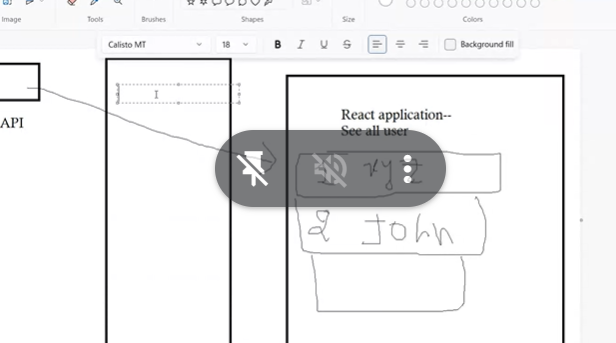 Image
Tools
Brushes
Shapes
Size
Colors
Calisto MT
18
B
I
U
S
Background fill
API
React application--
See all user
1 xyz
2 John